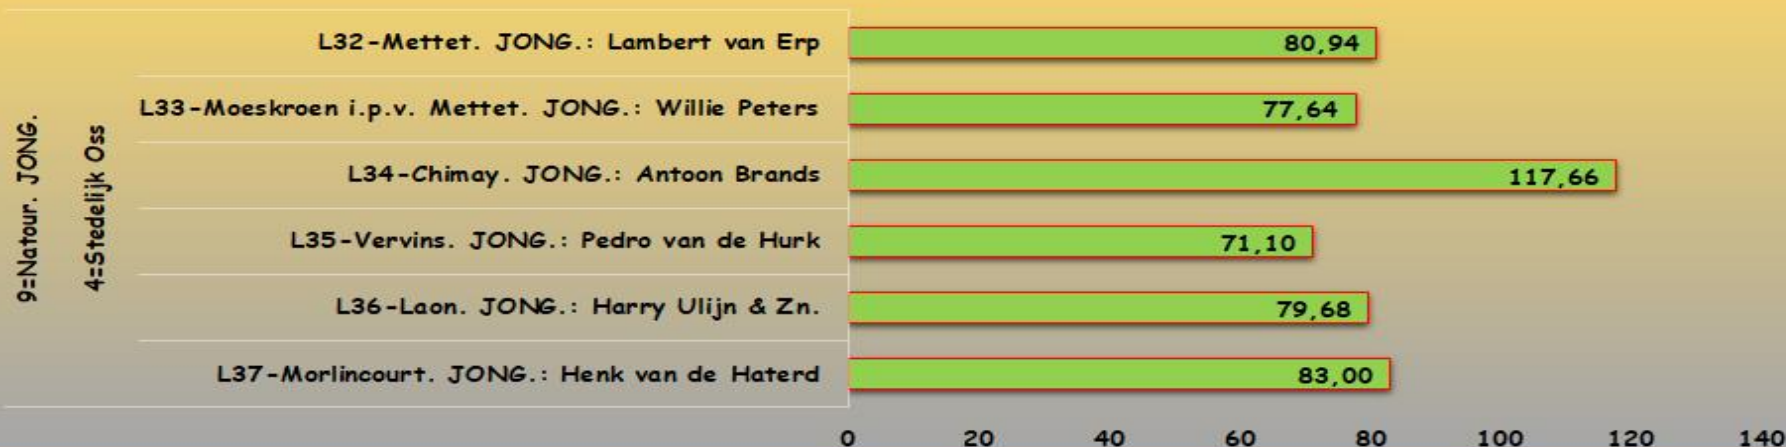 9=Natour. JONG.
4=Stedelijk Oss
L32-Mettet. JONG.: Lambert van Erp 80,94
L33-Moeskroen i.p.v. Mettet. JONG.: Willie Peters 77,64
L34-Chimay. JONG.: Antoon Brands 117,66
L35-Vervins. JONG.: Pedro van de Hurk 71,10
L36-Laon. JONG.: Harry Ulijn & Zn. 79,68
L37-Morlincourt. JONG.: Henk van de Haterd 83,00
0 20 40 60 80 100 120 140